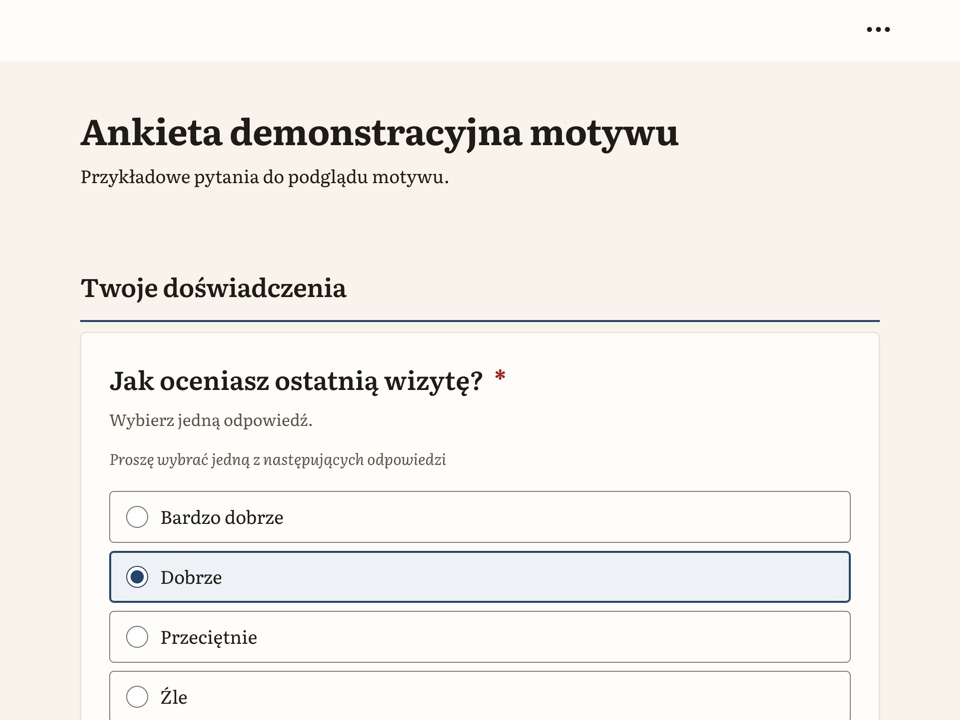 Ankieta demonstracyjna motywu
Przykładowe pytania do podglądu motywu.
Twoje doświadczenia
Jak oceniasz ostatnią wizytę? *
Wybierz jedną odpowiedź.
Proszę wybrać jedną z następujących odpowiedzi
Bardzo dobrze
Dobrze
Przeciętnie
Źle